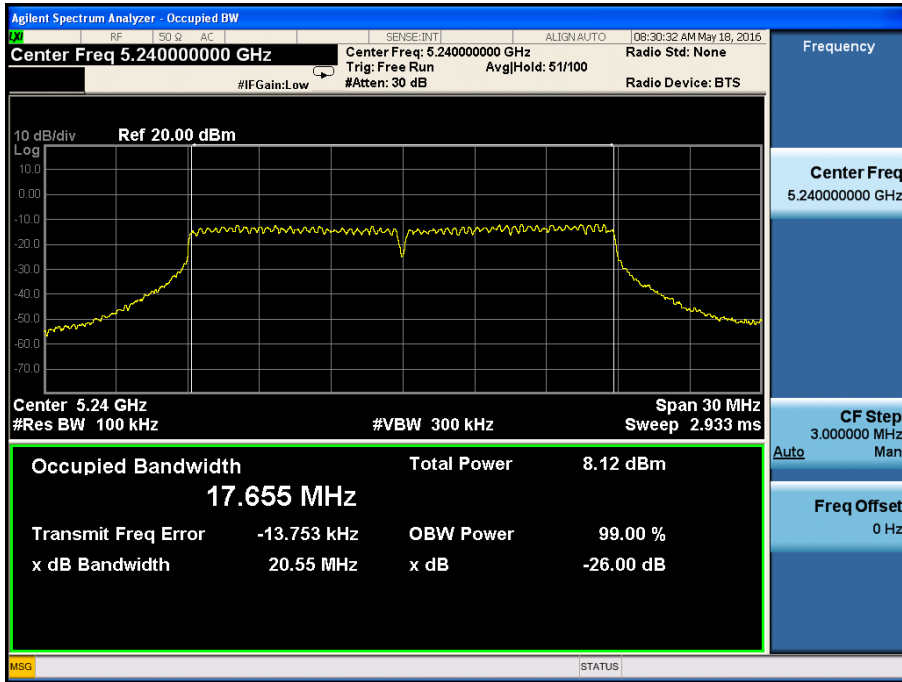 Agilent Spectrum Analyzer - Occupied BW
LXI RF 50 Ω AC SENSE:INT ALIGN AUTO 08:30:32 AM May 18, 2016
Center Freq 5.240000000 GHz
Center Freq: 5.240000000 GHz
Radio Std: None
Trig: Free Run Avg|Hold: 51/100
#IFGain:Low
#Atten: 30 dB
Radio Device: BTS
10 dB/div Ref 20.00 dBm
Log
10.0
0.00
-10.0
-20.0
-30.0
-40.0
-50.0
-60.0
-70.0
Center 5.24 GHz Span 30 MHz
#Res BW 100 kHz #VBW 300 kHz Sweep 2.933 ms
Occupied Bandwidth Total Power 8.12 dBm
17.655 MHz
Transmit Freq Error -13.753 kHz OBW Power 99.00 %
x dB Bandwidth 20.55 MHz x dB -26.00 dB
MSG STATUS
Frequency
Center Freq
5.240000000 GHz
CF Step
3.000000 MHz
Auto Man
Freq Offset
0 Hz